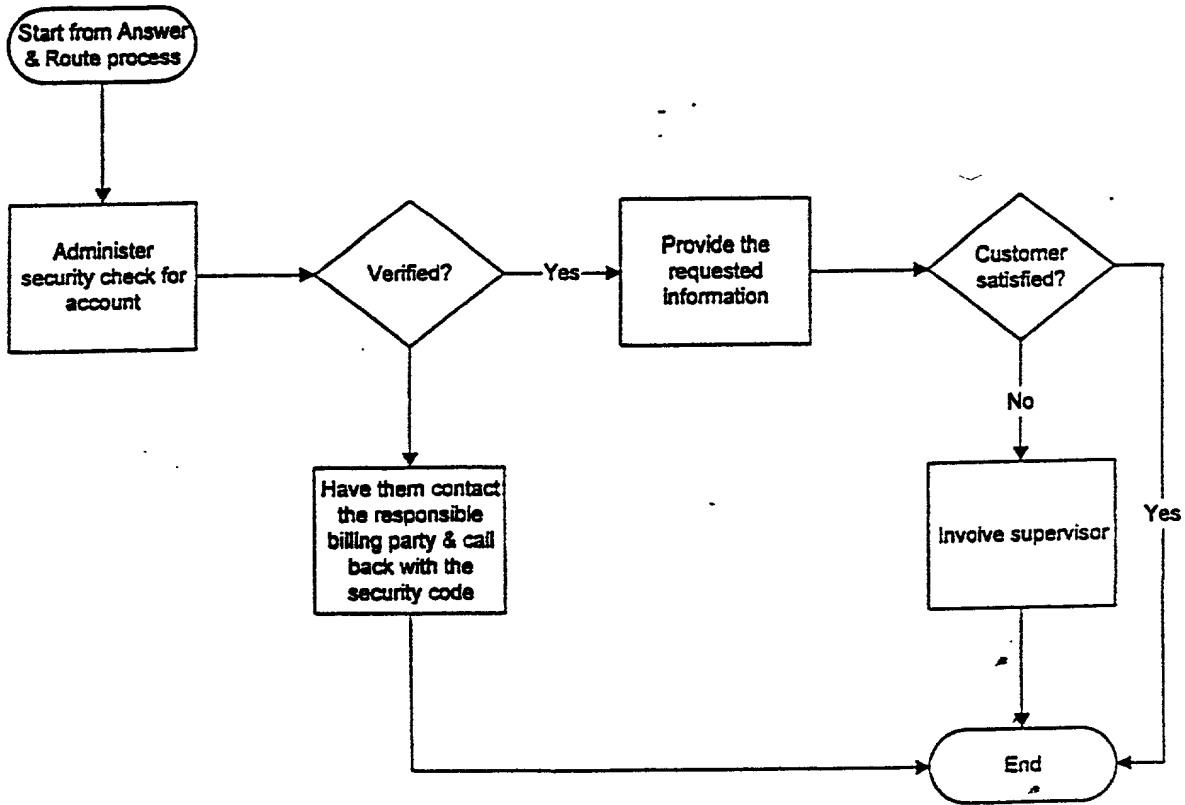 Start from Answer
& Route process
Administer
security check for
account
Verified?
Yes
Provide the
requested
information
Customer
satisfied?
No
Yes
Have them contact
the responsible
billing party & call
back with the
security code
Involve supervisor
End